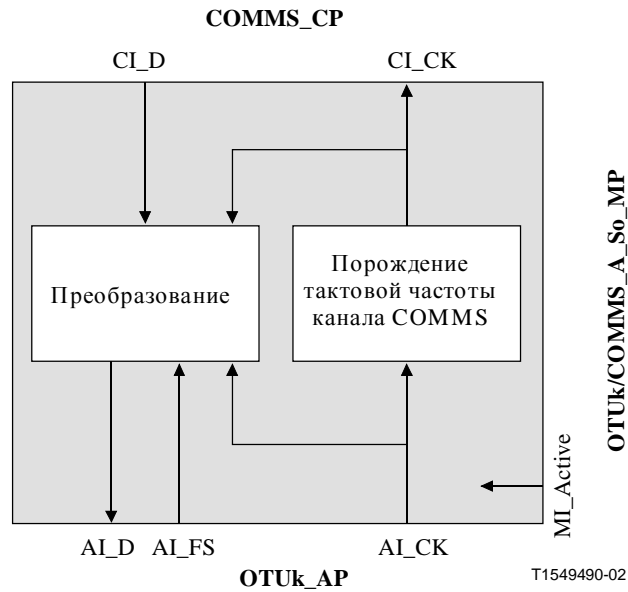 COMMS_CP
CI_D
CI_CK
Преобразование
Порождение
тактовой частоты
канала COMMS
OTUk/COMMS_A_So_MP
MI_Active
AI_D
AI_FS
AI_CK
OTUk_AP
T1549490-02